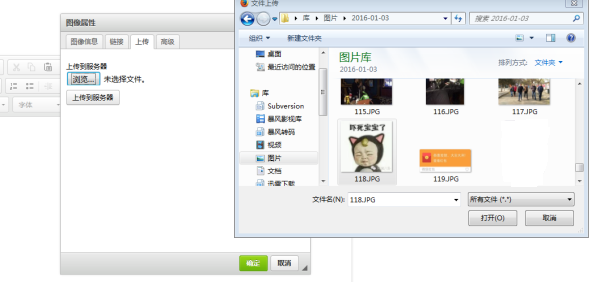 图像属性
图像信息 链接 上传 高级
上传到服务器
浏览... 未选择文件。
上传到服务器
字体
确定 取消
文件上传
库 图片 2016-01-03
搜索 2016-01-03
组织 新建文件夹
桌面
最近访问的位置
库
Subversion
暴风影视库
暴风转码
视频
图片
文档
迅雷下载
图片库
2016-01-03
排列方式: 文件夹
115.JPG 116.JPG 117.JPG
吓死宝宝了
118.JPG 119.JPG
文件名(N): 118.JPG 所有文件 (*.*)
打开(O) 取消